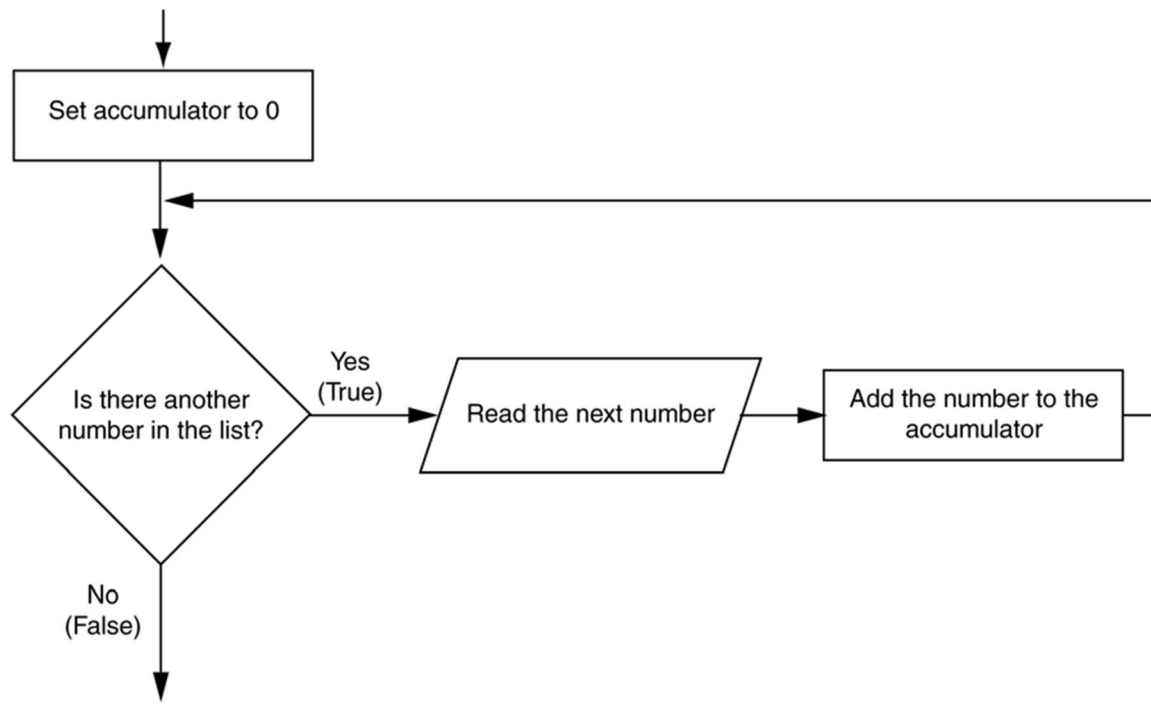 Set accumulator to 0
Is there another
number in the list?
Yes
(True)
Read the next number
Add the number to the
accumulator
No
(False)